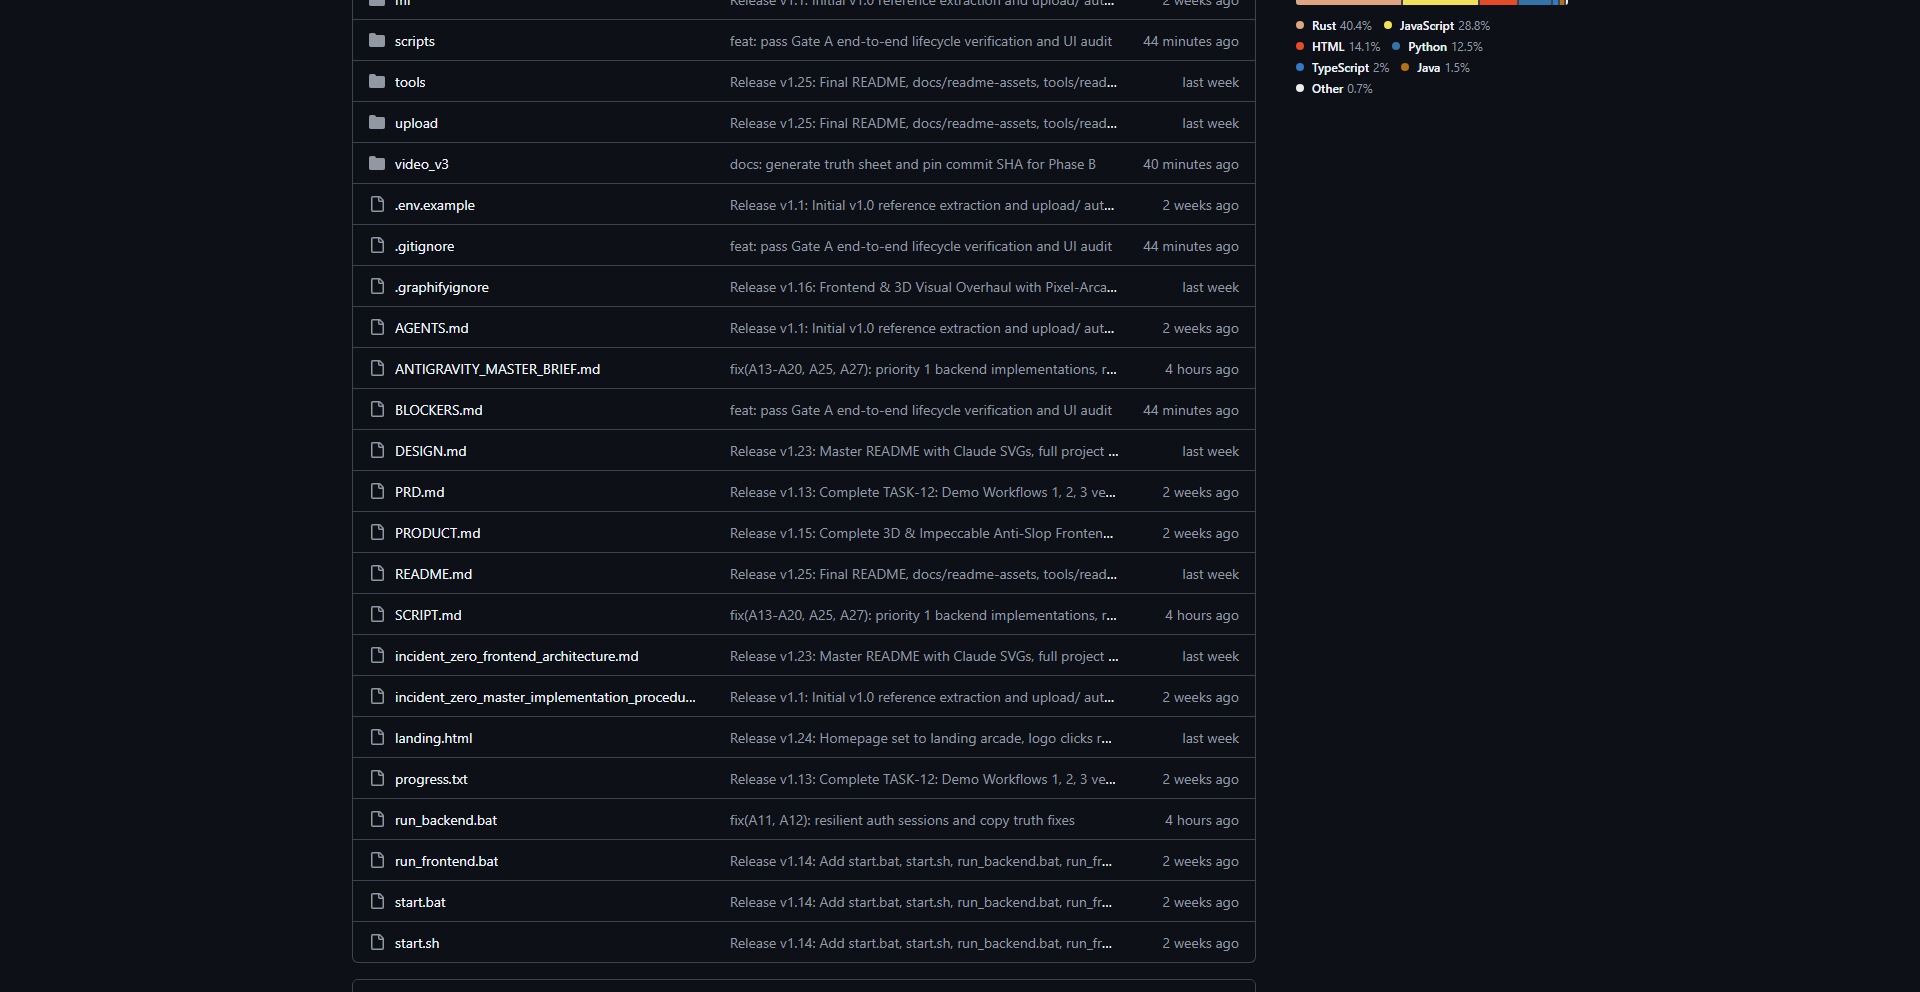 ml Release v1.1: Initial v1.0 reference extraction and upload/ aut... 2 weeks ago
scripts feat: pass Gate A end-to-end lifecycle verification and UI audit 44 minutes ago
tools Release v1.25: Final README, docs/readme-assets, tools/read... last week
upload Release v1.25: Final README, docs/readme-assets, tools/read... last week
video_v3 docs: generate truth sheet and pin commit SHA for Phase B 40 minutes ago
.env.example Release v1.1: Initial v1.0 reference extraction and upload/ aut... 2 weeks ago
.gitignore feat: pass Gate A end-to-end lifecycle verification and UI audit 44 minutes ago
.graphifyignore Release v1.16: Frontend & 3D Visual Overhaul with Pixel-Arca... last week
AGENTS.md Release v1.1: Initial v1.0 reference extraction and upload/ aut... 2 weeks ago
ANTIGRAVITY_MASTER_BRIEF.md fix(A13-A20, A25, A27): priority 1 backend implementations, r... 4 hours ago
BLOCKERS.md feat: pass Gate A end-to-end lifecycle verification and UI audit 44 minutes ago
DESIGN.md Release v1.23: Master README with Claude SVGs, full project ... last week
PRD.md Release v1.13: Complete TASK-12: Demo Workflows 1, 2, 3 ve... 2 weeks ago
PRODUCT.md Release v1.15: Complete 3D & Impeccable Anti-Slop Fronten... 2 weeks ago
README.md Release v1.25: Final README, docs/readme-assets, tools/read... last week
SCRIPT.md fix(A13-A20, A25, A27): priority 1 backend implementations, r... 4 hours ago
incident_zero_frontend_architecture.md Release v1.23: Master README with Claude SVGs, full project ... last week
incident_zero_master_implementation_procedu... Release v1.1: Initial v1.0 reference extraction and upload/ aut... 2 weeks ago
landing.html Release v1.24: Homepage set to landing arcade, logo clicks r... last week
progress.txt Release v1.13: Complete TASK-12: Demo Workflows 1, 2, 3 ve... 2 weeks ago
run_backend.bat fix(A11, A12): resilient auth sessions and copy truth fixes 4 hours ago
run_frontend.bat Release v1.14: Add start.bat, start.sh, run_backend.bat, run_fr... 2 weeks ago
start.bat Release v1.14: Add start.bat, start.sh, run_backend.bat, run_fr... 2 weeks ago
start.sh Release v1.14: Add start.bat, start.sh, run_backend.bat, run_fr... 2 weeks ago
Rust 40.4% JavaScript 28.8%
HTML 14.1% Python 12.5%
TypeScript 2% Java 1.5%
Other 0.7%